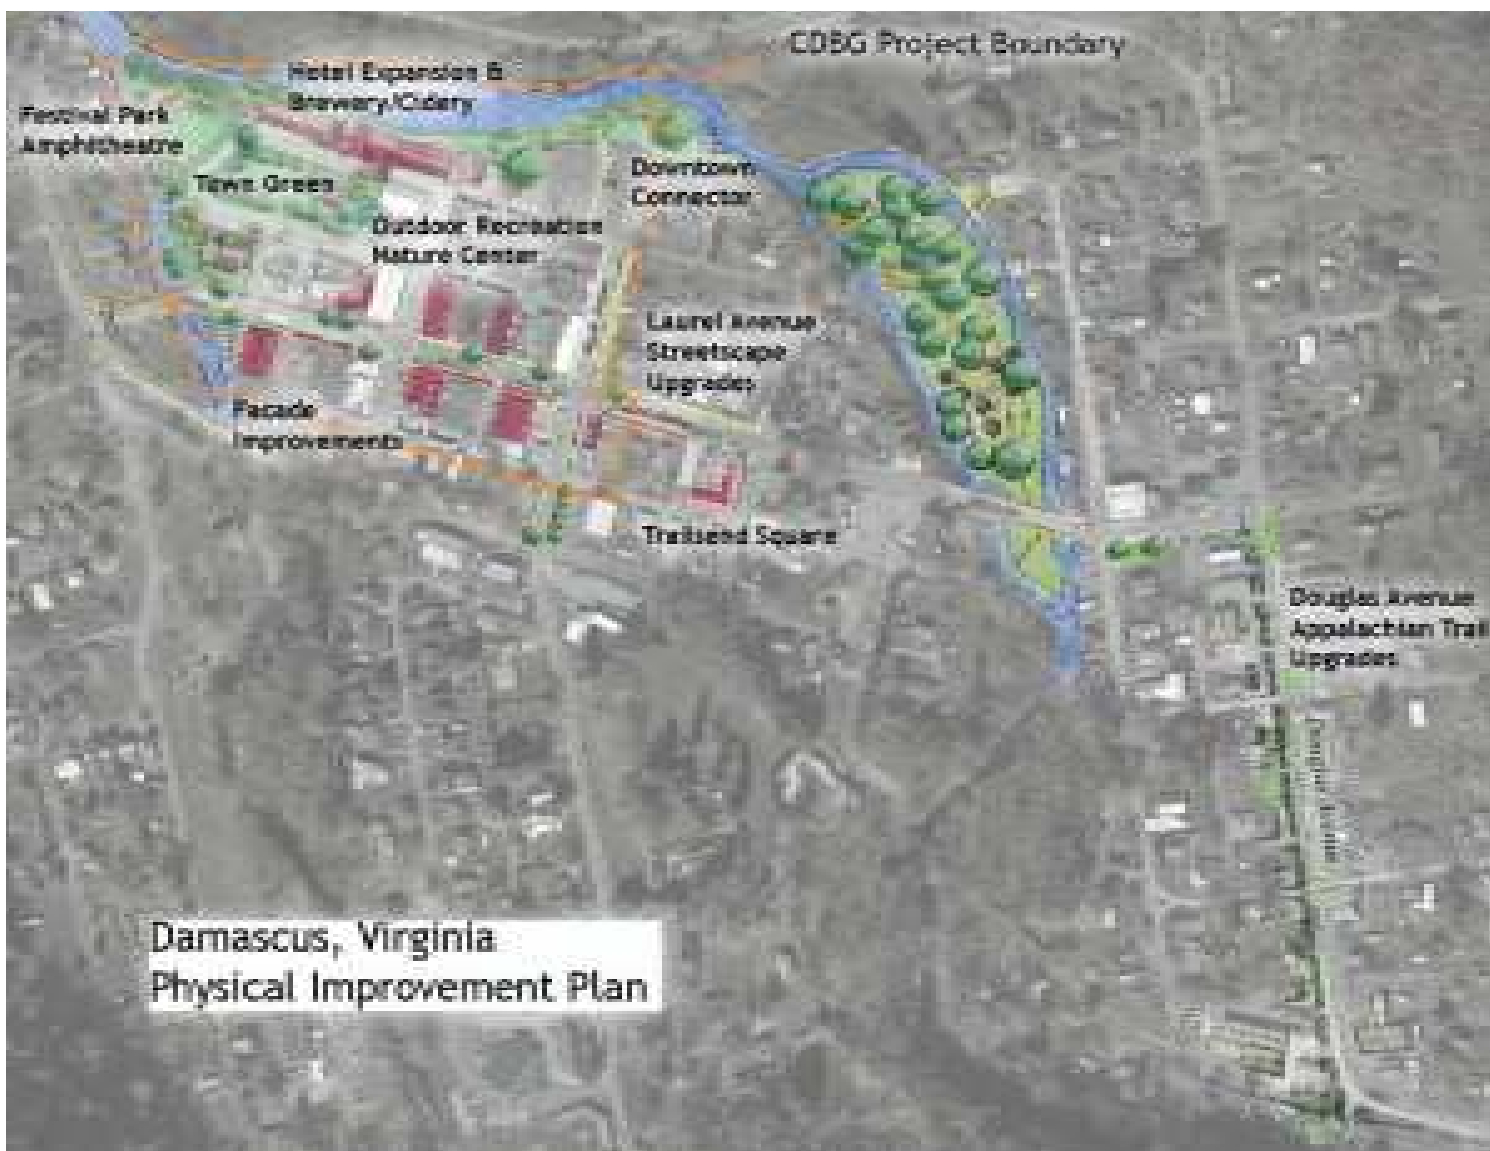 CDBG Project Boundary
Hotel Expansion &
Brewery/Cidery
Festival Park
Amphitheatre
Downtown
Connector
Town Green
Outdoor Recreation
Nature Center
Laurel Avenue
Streetscape
Upgrades
Facade
Improvements
Trailsend Square
Douglas Avenue
Appalachian Trail
Upgrades
Damascus, Virginia
Physical Improvement Plan